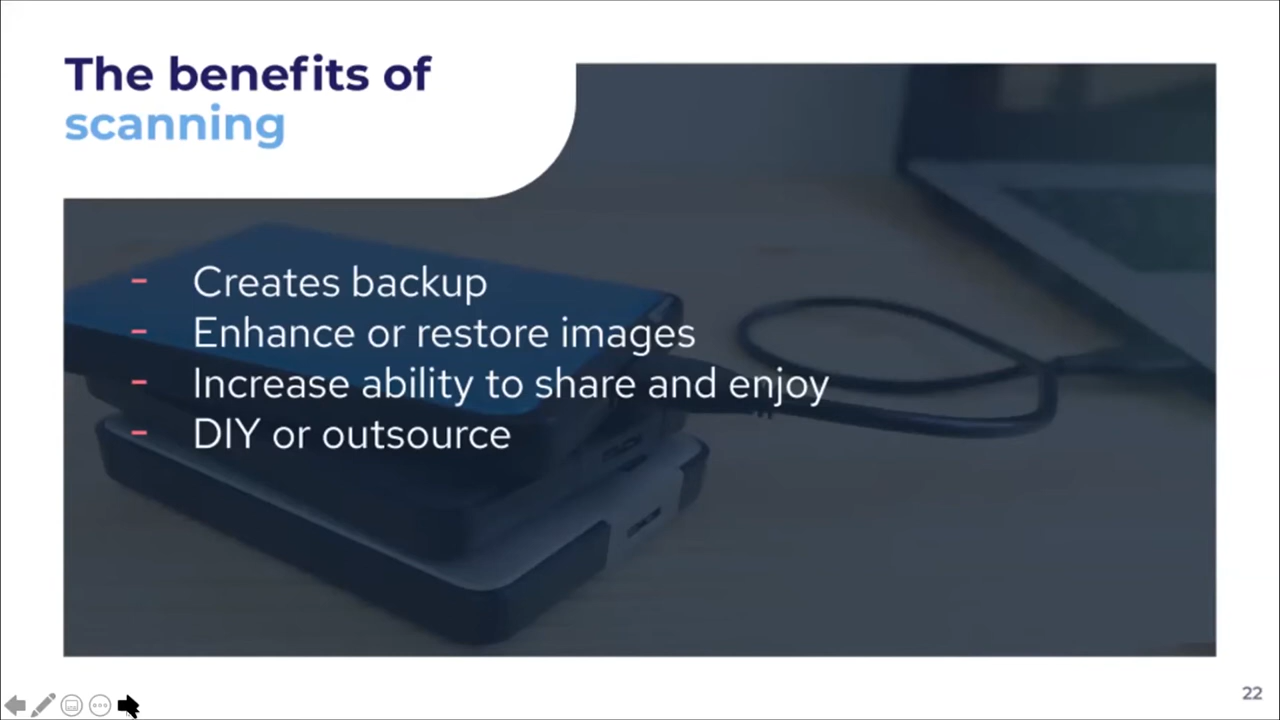 The benefits of
scanning
- Creates backup
- Enhance or restore images
- Increase ability to share and enjoy
- DIY or outsource
22